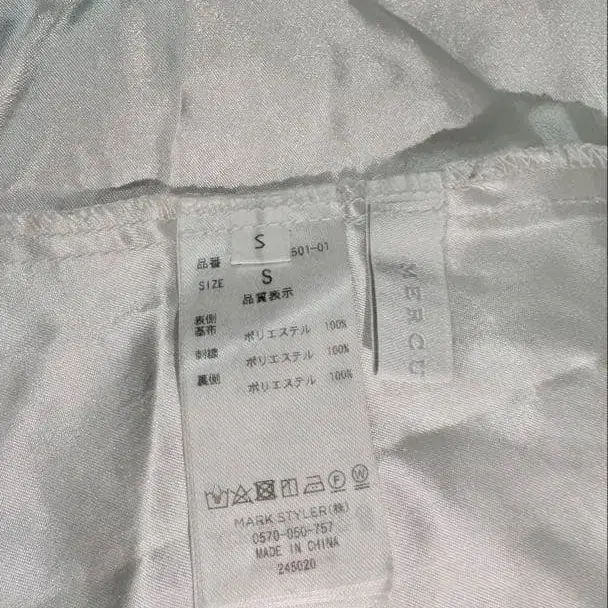 S
品番 501-01
SIZE S
品質表示
表側
基布 ポリエステル 100%
刺繍 ポリエステル 100%
裏側 ポリエステル 100%
F W
MARK STYLER(株)
0570-050-757
MADE IN CHINA
246020
MERCU